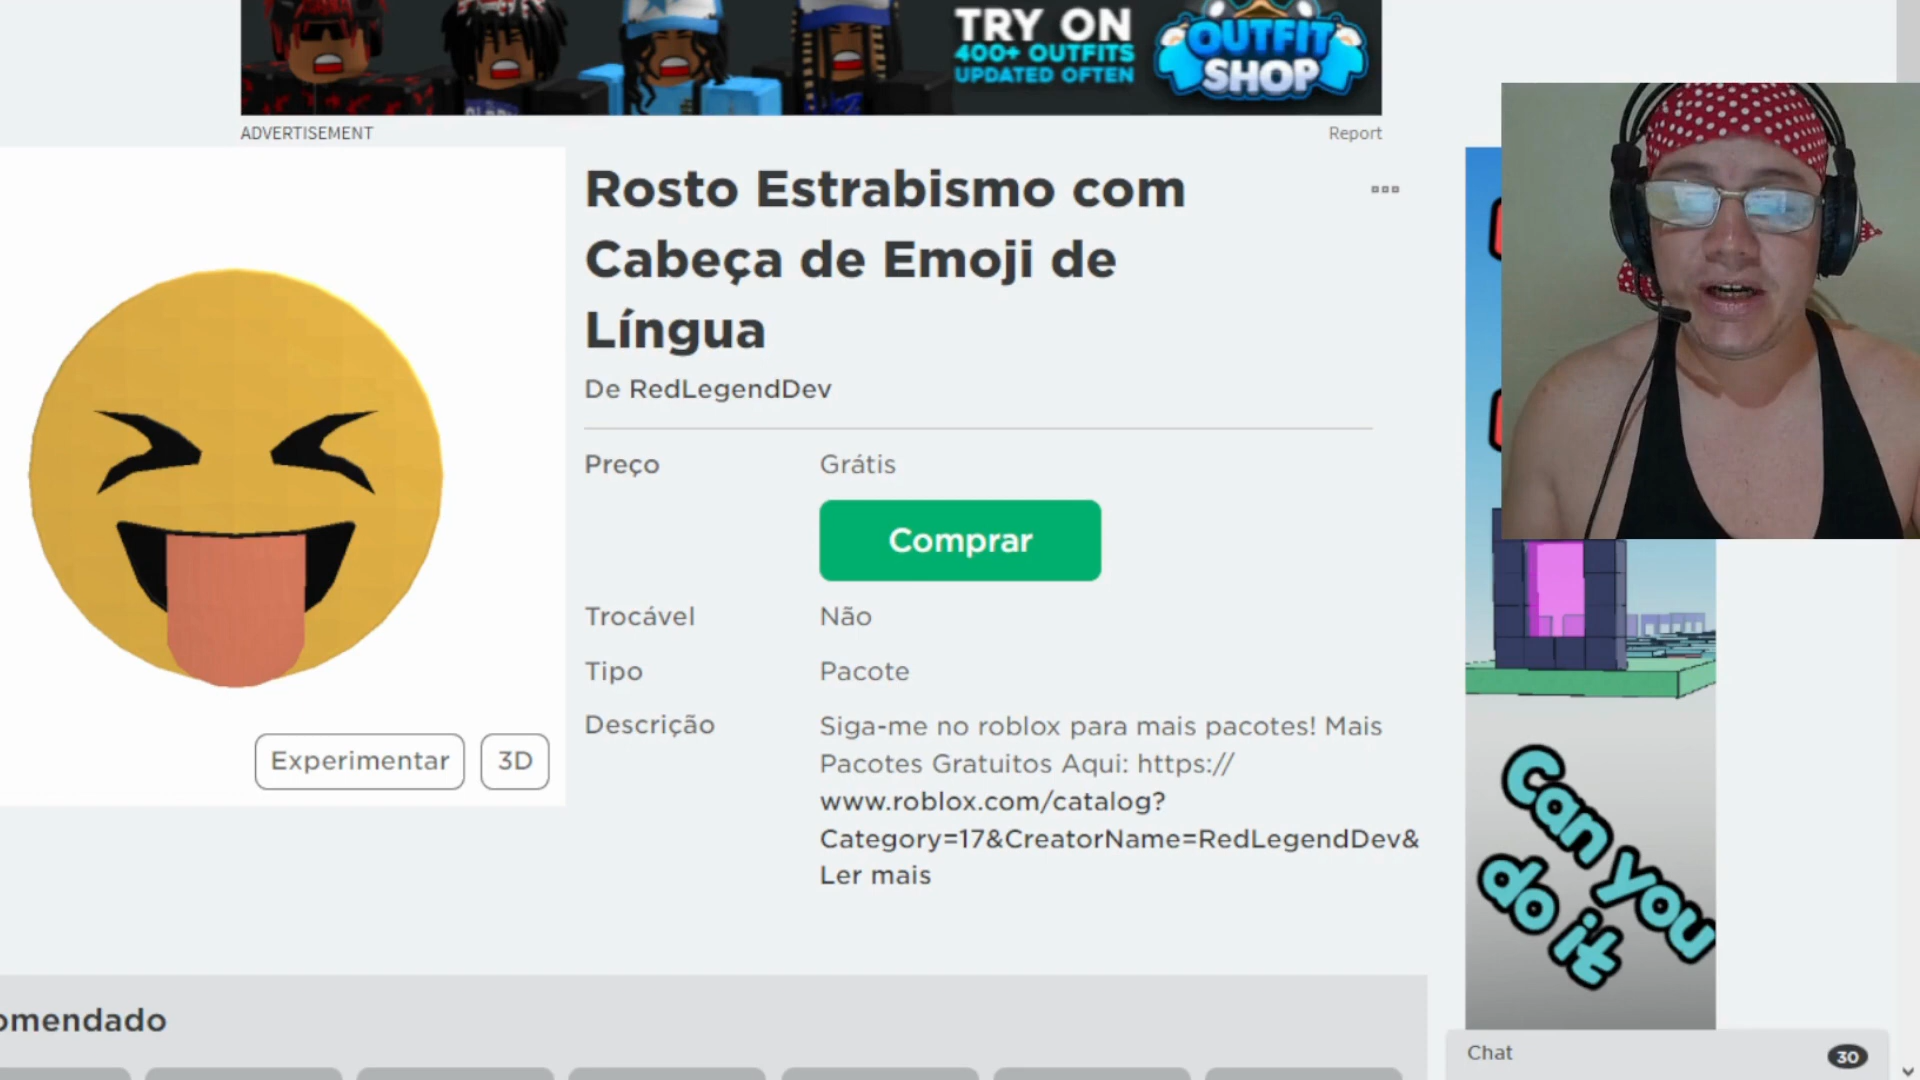 TRY ON
400+ OUTFITS
UPDATED OFTEN
OUTFIT
SHOP
ADVERTISEMENT
Report
Rosto Estrabismo com
Cabeça de Emoji de
Língua
De RedLegendDev
Preço
Grátis
Comprar
Trocável
Não
Tipo
Pacote
Descrição
Siga-me no roblox para mais pacotes! Mais
Pacotes Gratuitos Aqui: https://
www.roblox.com/catalog?
Category=17&CreatorName=RedLegendDev&
Ler mais
Experimentar
3D
Can you
do it
omendado
Chat
30